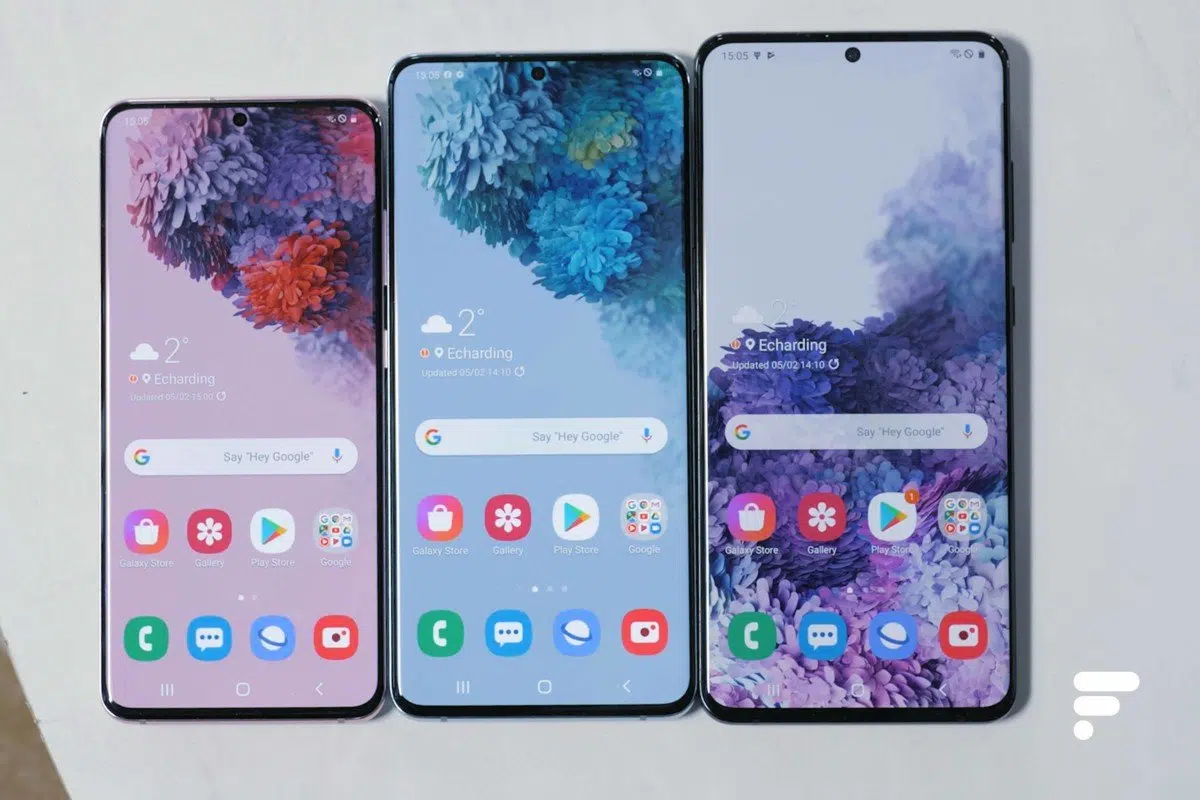 15:05
2°
Echarding
Updated 05/02 15:00
Say "Hey Google"
Galaxy Store
Gallery
Play Store
Google
15:05
2°
Echarding
Updated 05/02 14:10
Say "Hey Google"
Galaxy Store
Gallery
Play Store
Google
15:05
2°
Echarding
Updated 05/02 14:10
Say "Hey Google"
1
Galaxy Store
Gallery
Play Store
Google